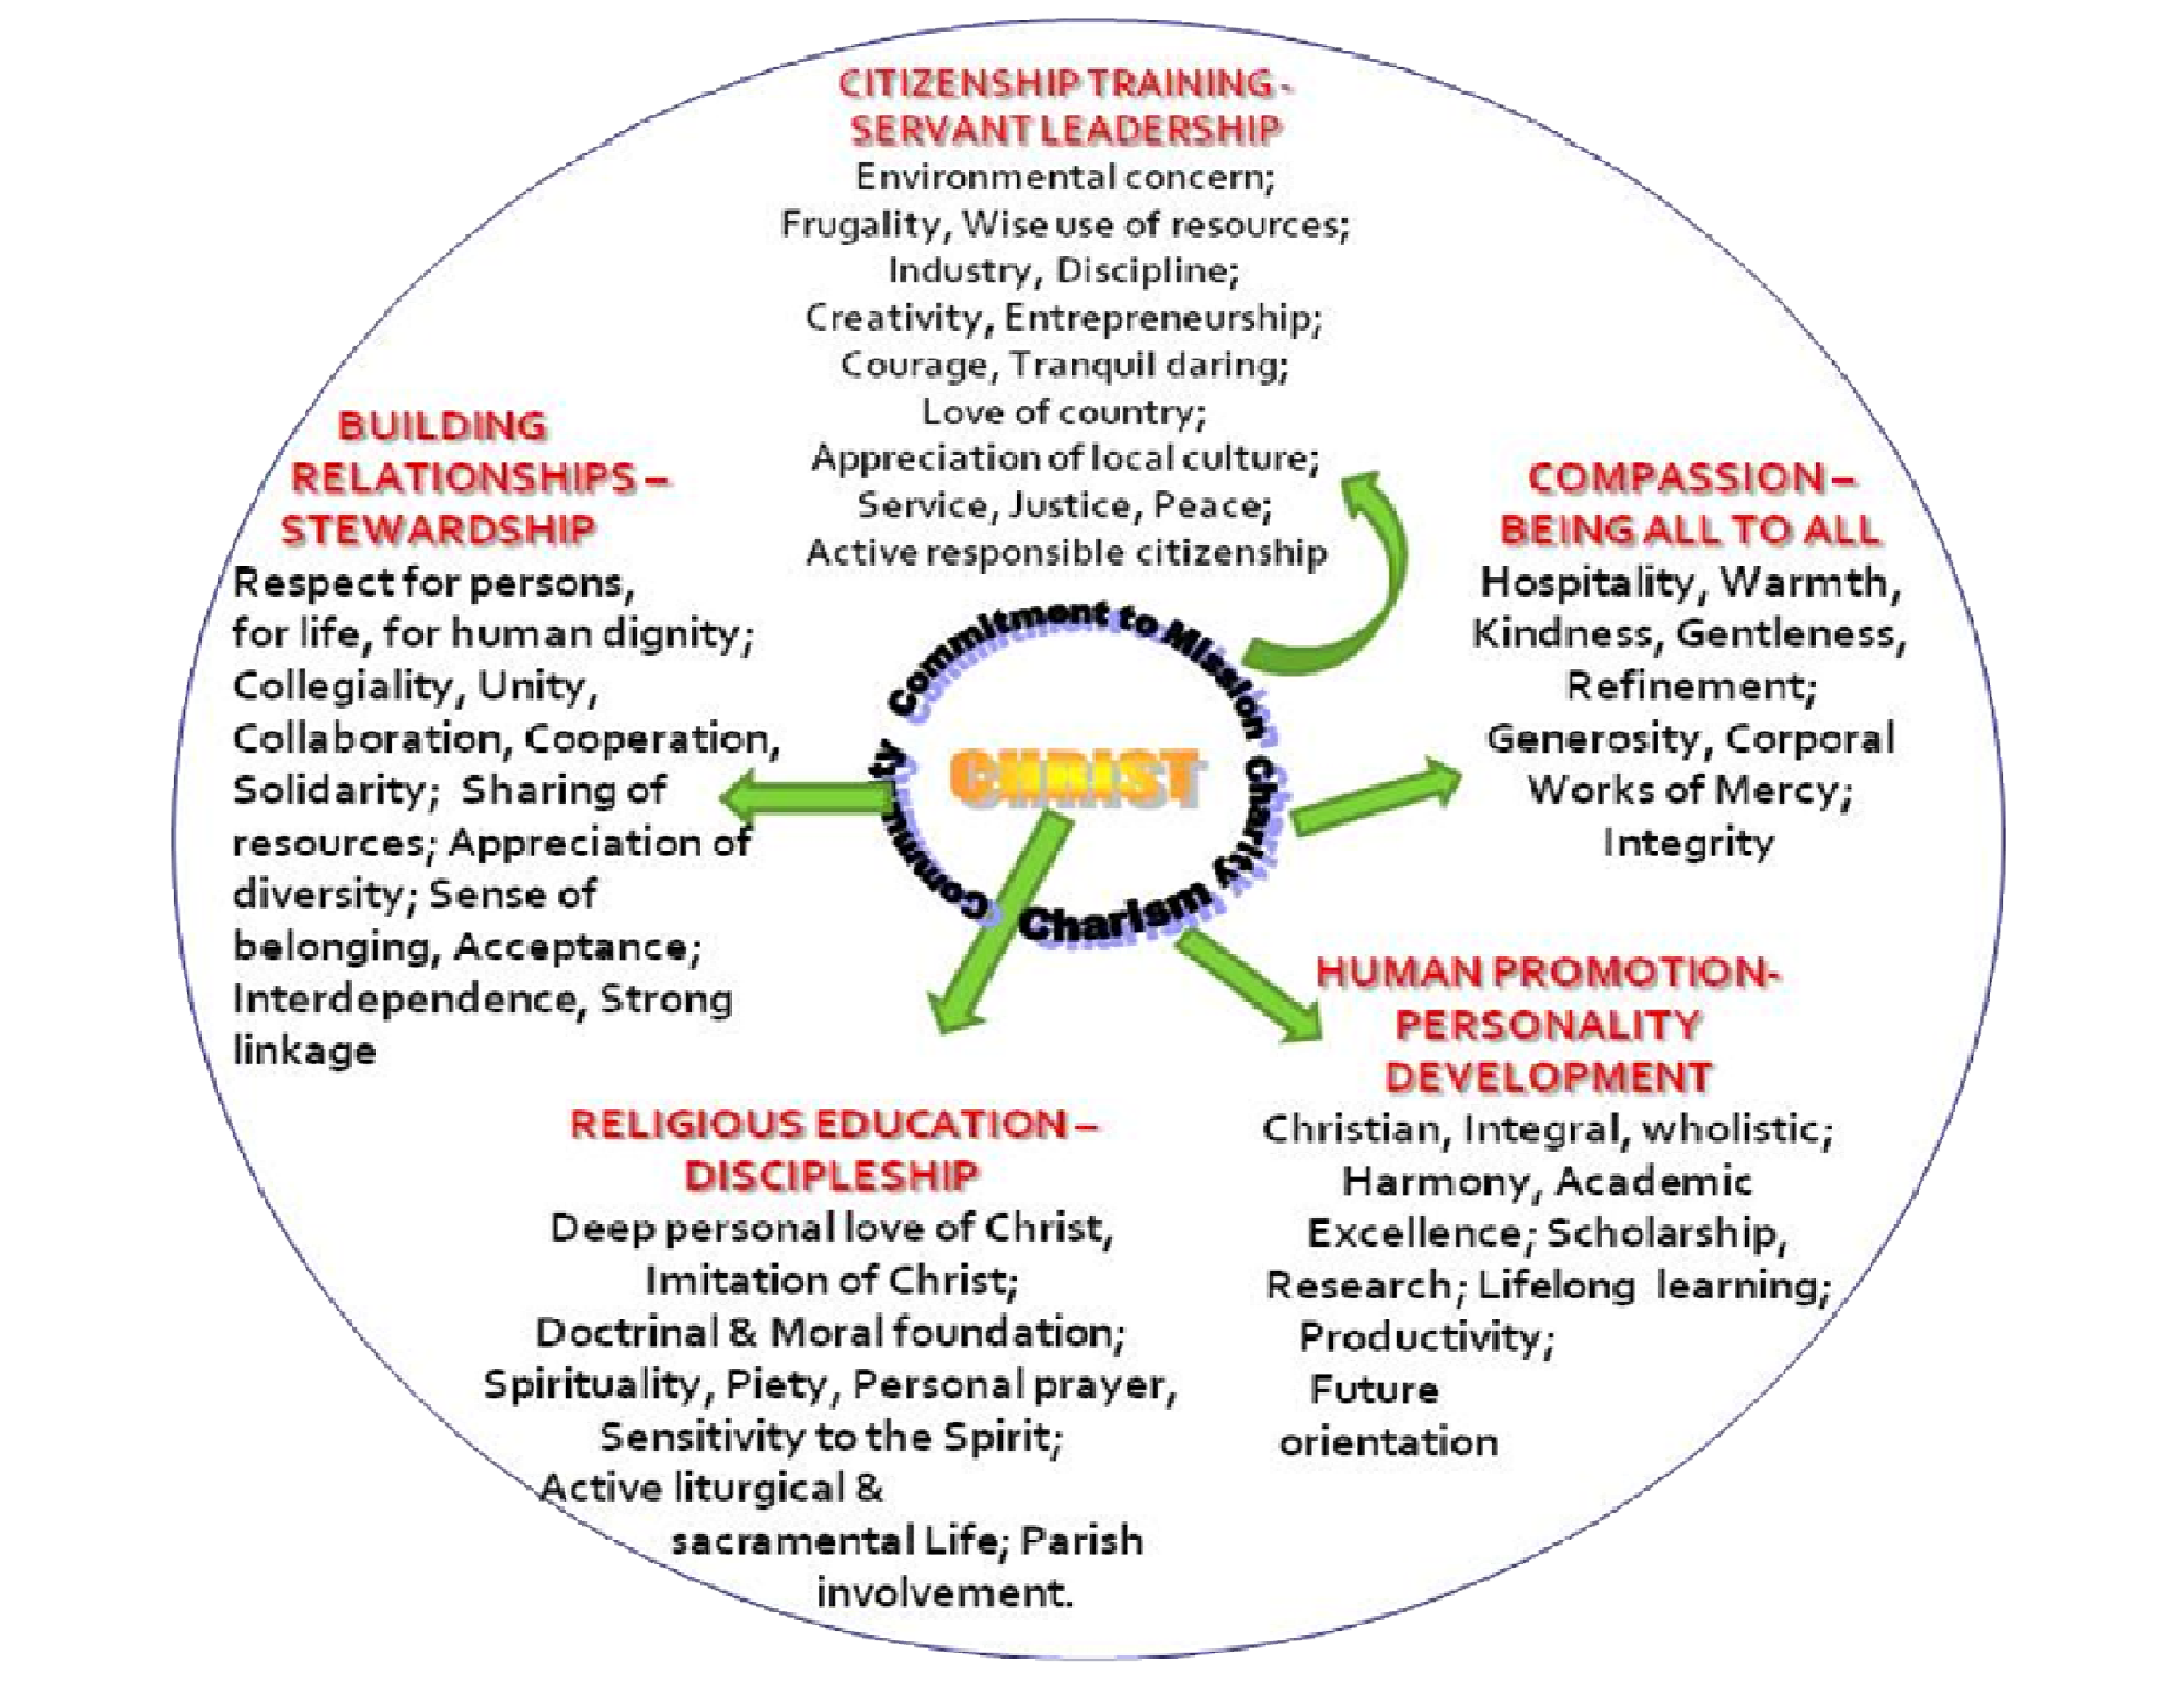 CITIZENSHIP TRAINING -
SERVANT LEADERSHIP
Environmental concern;
Frugality, Wise use of resources;
Industry, Discipline;
Creativity, Entrepreneurship;
Courage, Tranquil daring;
Love of country;
Appreciation of local culture;
Service, Justice, Peace;
Active responsible citizenship
BUILDING
RELATIONSHIPS –
STEWARDSHIP
Respect for persons,
for life, for human dignity;
Collegiality, Unity,
Collaboration, Cooperation,
Solidarity; Sharing of
resources; Appreciation of
diversity; Sense of
belonging, Acceptance;
Interdependence, Strong
linkage
COMPASSION –
BEING ALL TO ALL
Hospitality, Warmth,
Kindness, Gentleness,
Refinement;
Generosity, Corporal
Works of Mercy;
Integrity
Commitment to Mission
Charity
Charism
Community
CHRIST
HUMAN PROMOTION-
PERSONALITY
DEVELOPMENT
Christian, Integral, wholistic;
Harmony, Academic
Excellence; Scholarship,
Research; Lifelong learning;
Productivity;
Future
orientation
RELIGIOUS EDUCATION –
DISCIPLESHIP
Deep personal love of Christ,
Imitation of Christ;
Doctrinal & Moral foundation;
Spirituality, Piety, Personal prayer,
Sensitivity to the Spirit;
Active liturgical &
sacramental Life; Parish
involvement.